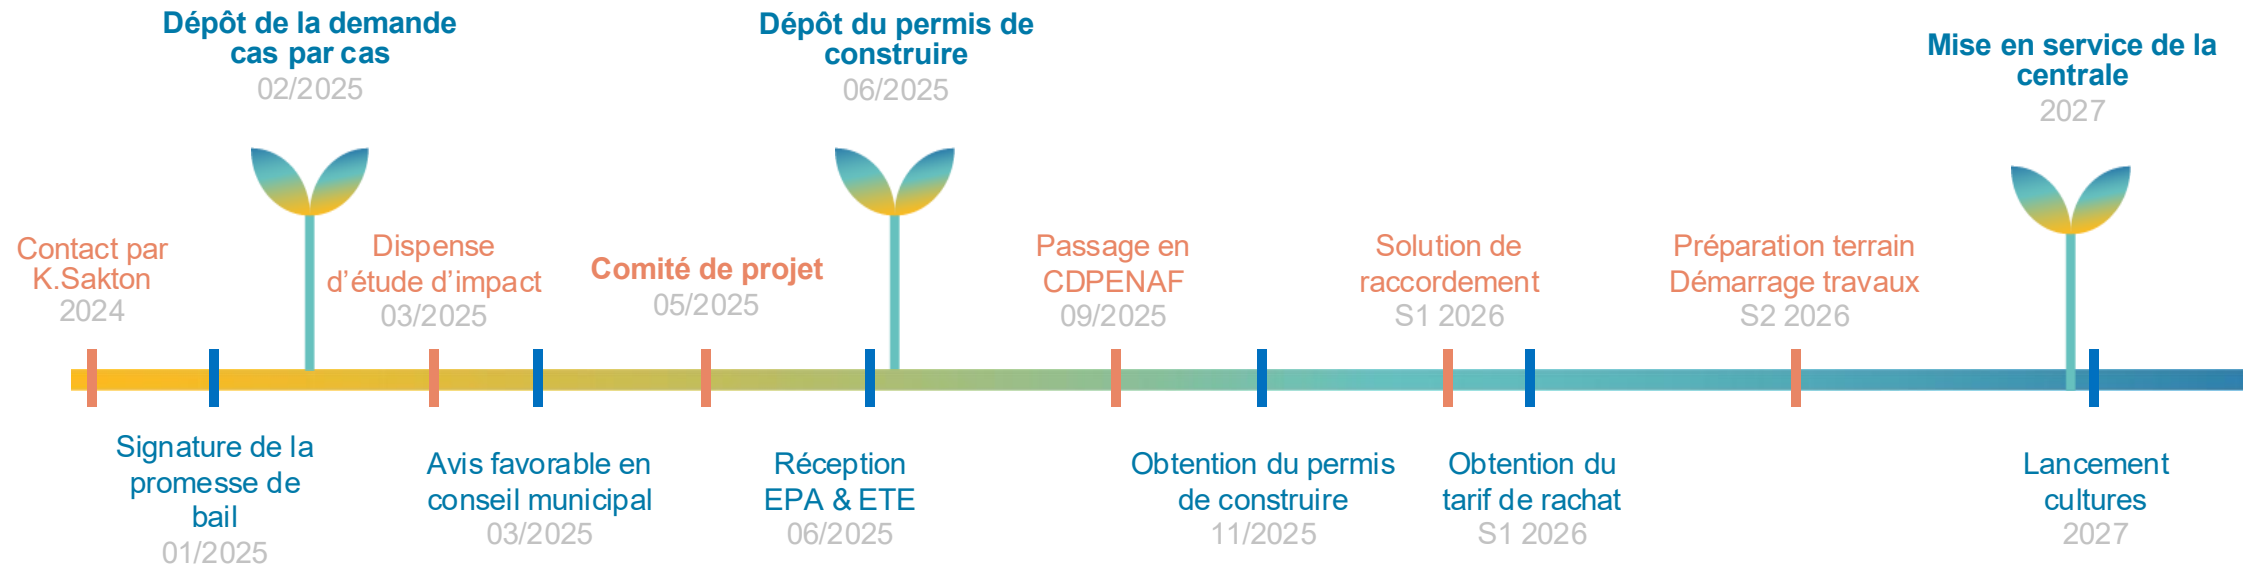 Dépôt de la demande
cas par cas
02/2025
Dépôt du permis de
construire
06/2025
Mise en service de la
centrale
2027
Contact par
K.Sakton
2024
Dispense
d’étude d’impact
03/2025
Comité de projet
05/2025
Passage en
CDPENAF
09/2025
Solution de
raccordement
S1 2026
Préparation terrain
Démarrage travaux
S2 2026
Signature de la
promesse de
bail
01/2025
Avis favorable en
conseil municipal
03/2025
Réception
EPA & ETE
06/2025
Obtention du permis
de construire
11/2025
Obtention du
tarif de rachat
S1 2026
Lancement
cultures
2027